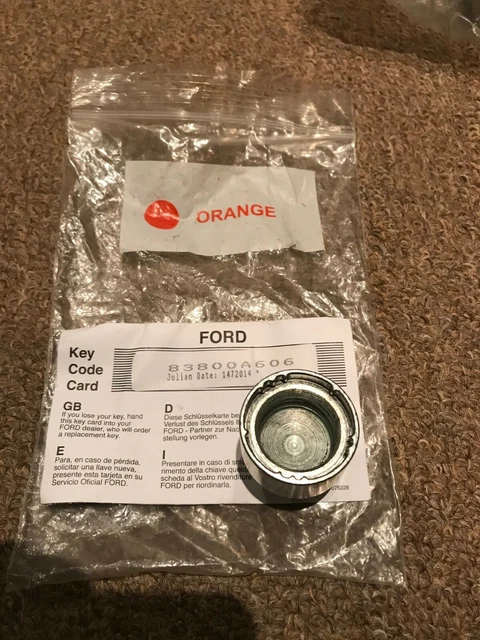 ORANGE
FORD
Key
Code
Card
83800A606
Julian Date: 1472014 *
GB
If you lose your key, hand
this key card into your
FORD dealer, who will order
a replacement key.
D
Diese Schlüsselkarte be
Verlust des Schlüssels
FORD - Partner zur Nac
stellung vorlegen.
E
Para, en caso de pérdida,
solicitar una llave nueva,
presente esta tarjeta en su
Servicio Oficial FORD.
I
Presentare in caso di
rimento della chiave
scheda al Vostro rivenditore
FORD per riordinarla.